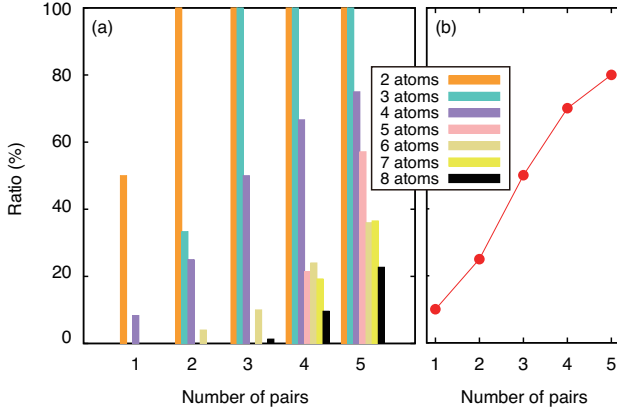 (a)
(b)
100
80
60
40
20
0
Ratio (%)
2 atoms
3 atoms
4 atoms
5 atoms
6 atoms
7 atoms
8 atoms
1 2 3 4 5
1 2 3 4 5
Number of pairs
Number of pairs